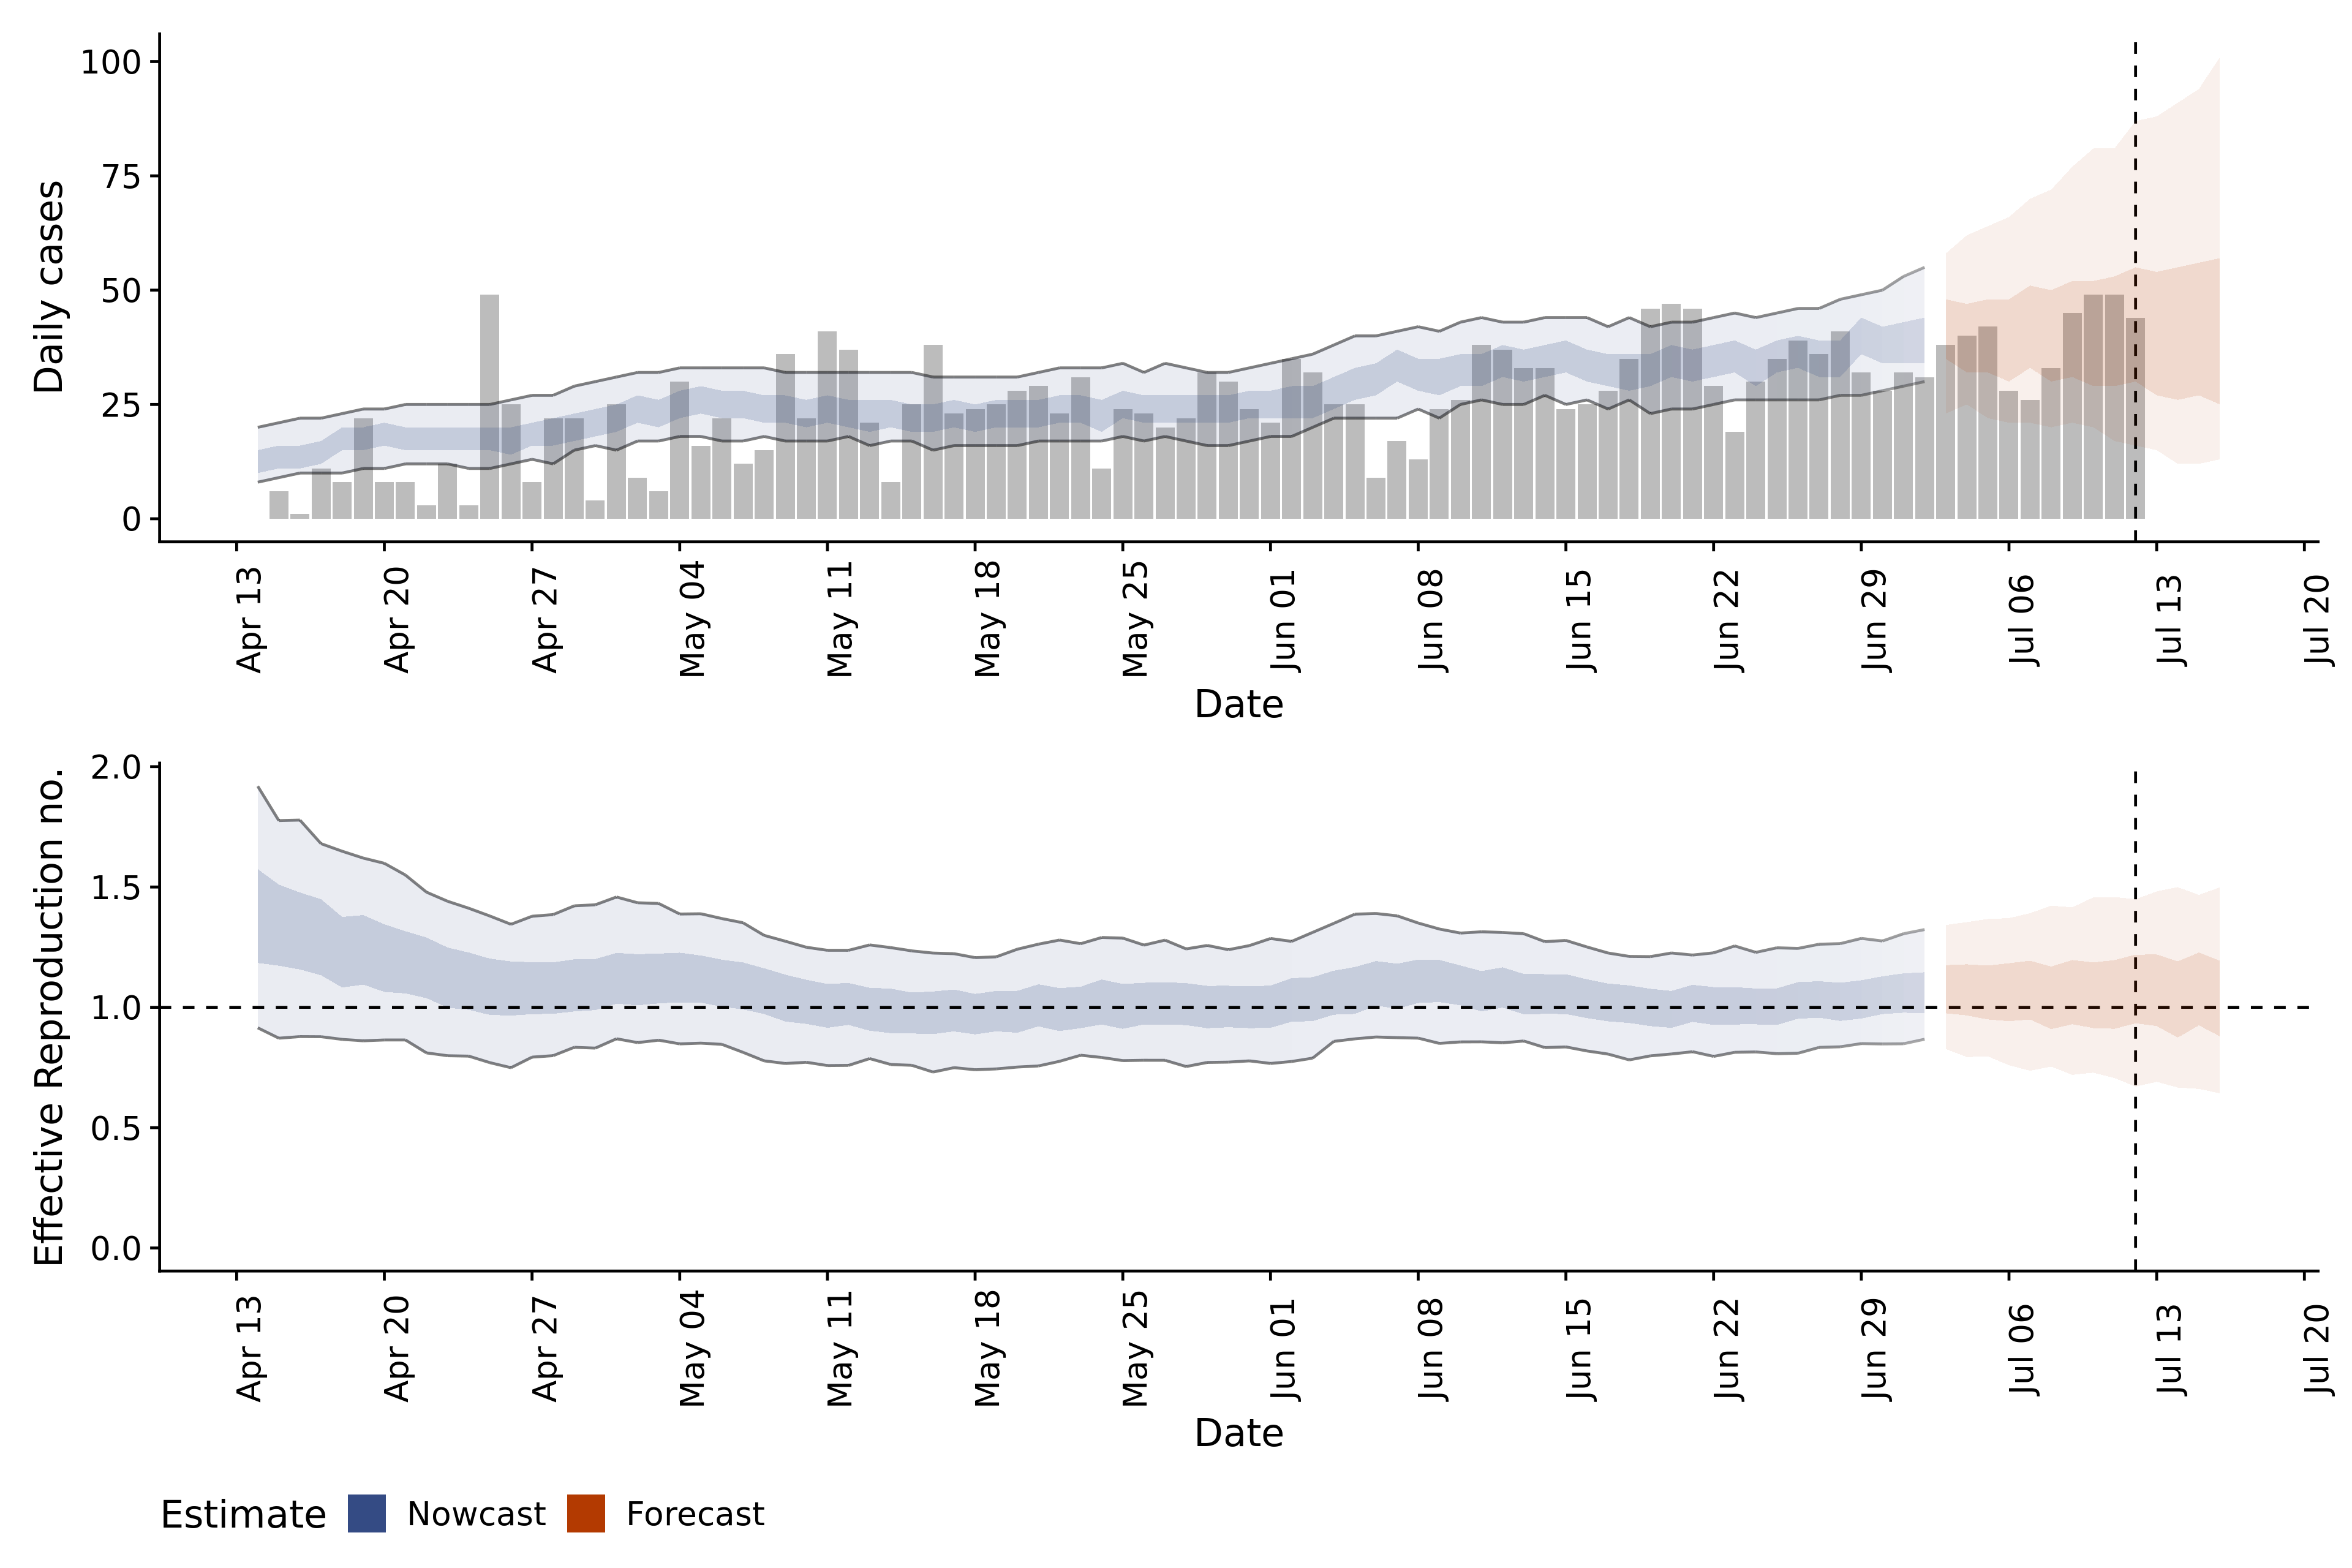 Daily cases
100
75
50
25
0
Apr 13
Apr 20
Apr 27
May 04
May 11
May 18
May 25
Jun 01
Jun 08
Jun 15
Jun 22
Jun 29
Jul 06
Jul 13
Jul 20
Date
Effective Reproduction no.
2.0
1.5
1.0
0.5
0.0
Apr 13
Apr 20
Apr 27
May 04
May 11
May 18
May 25
Jun 01
Jun 08
Jun 15
Jun 22
Jun 29
Jul 06
Jul 13
Jul 20
Date
Estimate Nowcast Forecast